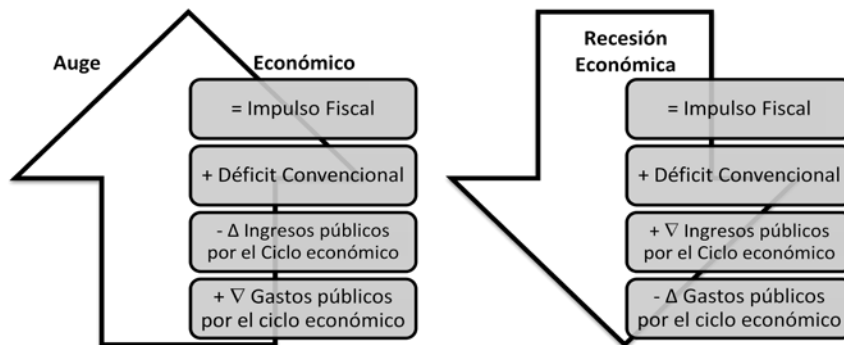 Auge Económico
= Impulso Fiscal
+ Déficit Convencional
- Δ Ingresos públicos
por el Ciclo económico
+ ∇ Gastos públicos
por el ciclo económico
Recesión
Económica
= Impulso Fiscal
+ Déficit Convencional
+ ∇ Ingresos públicos
por el Ciclo económico
- Δ Gastos públicos
por el ciclo económico